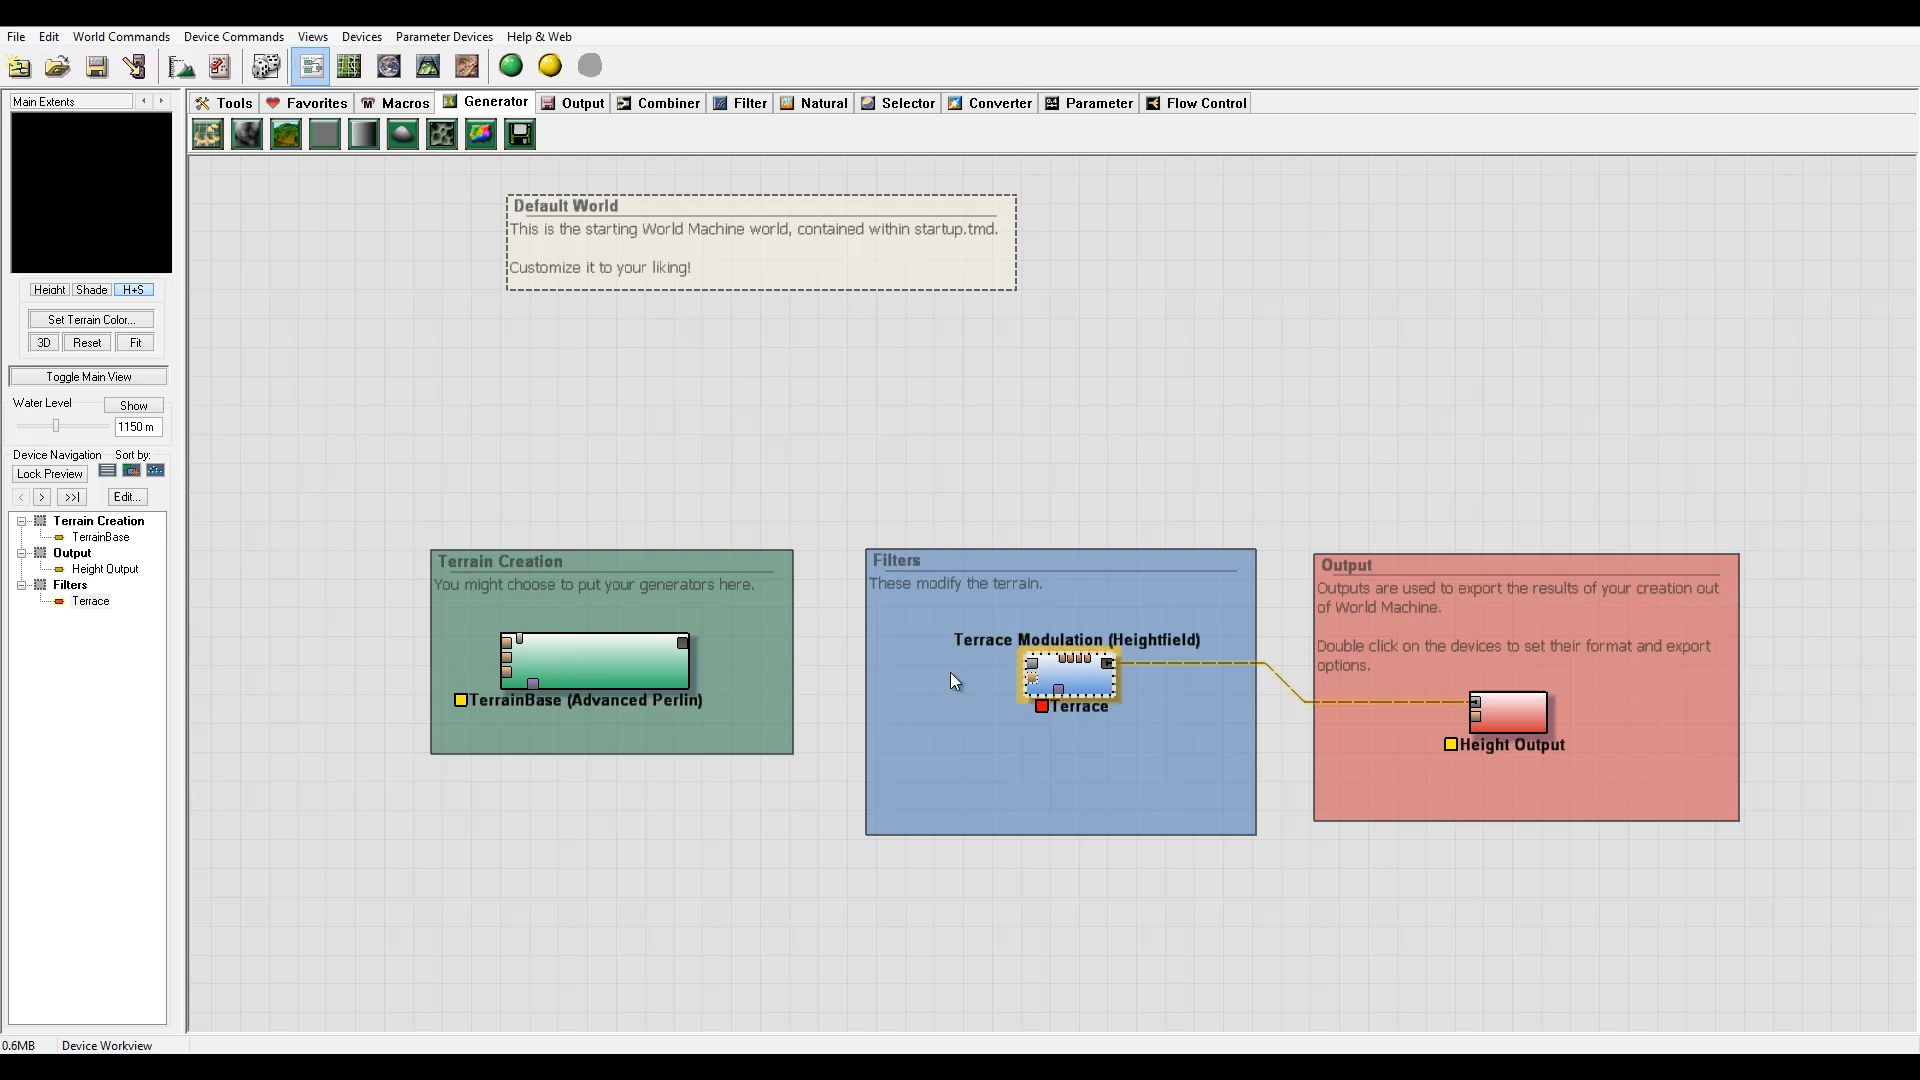 File Edit World Commands Device Commands Views Devices Parameter Devices Help & Web
Main Extents
Tools Favorites Macros Generator Output Combiner Filter Natural Selector Converter Parameter Flow Control
Height Shade H+S
Set Terrain Color...
3D Reset Fit
Toggle Main View
Water Level Show
1150 m
Device Navigation Sort by:
Lock Preview
< > >>| Edit...
Terrain Creation
TerrainBase
Output
Height Output
Filters
Terrace
Default World
This is the starting World Machine world, contained within startup.tmd.
Customize it to your liking!
Terrain Creation
You might choose to put your generators here.
TerrainBase (Advanced Perlin)
Filters
These modify the terrain.
Terrace Modulation (Heightfield)
Terrace
Output
Outputs are used to export the results of your creation out
of World Machine.
Double click on the devices to set their format and export
options.
Height Output
0.6MB Device Workview